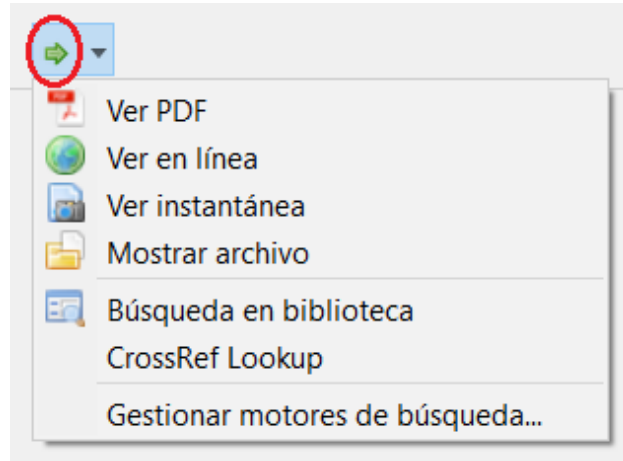 Ver PDF
Ver en línea
Ver instantánea
Mostrar archivo
Búsqueda en biblioteca
CrossRef Lookup
Gestionar motores de búsqueda...